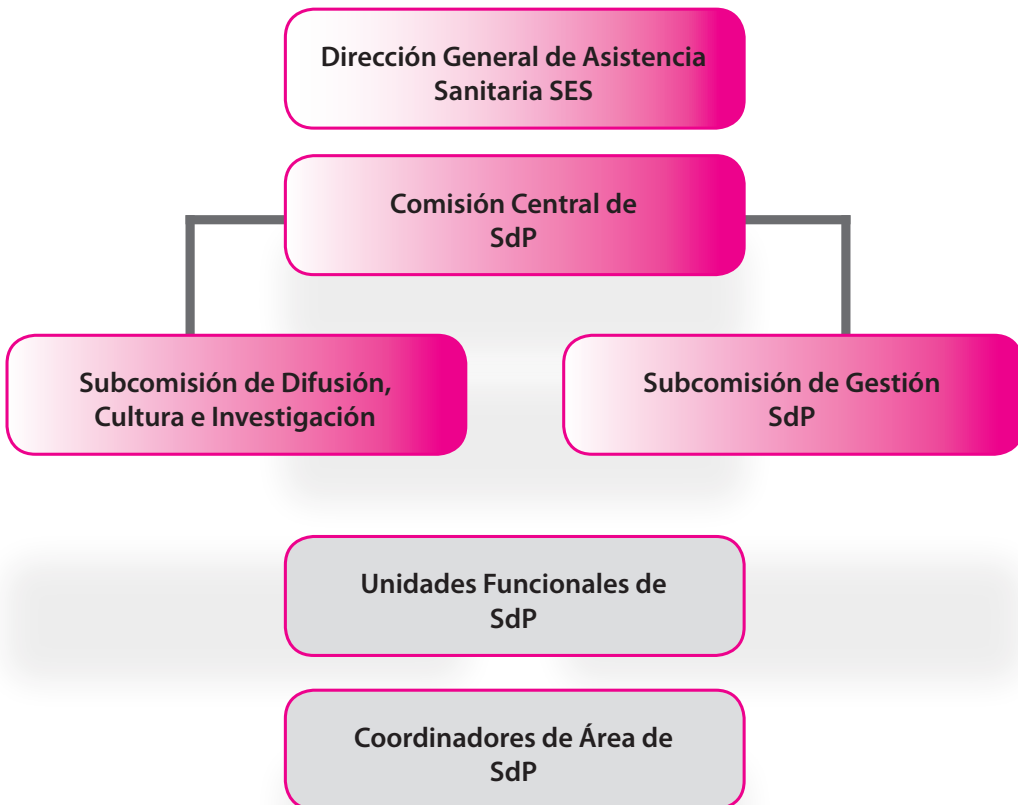 Dirección General de Asistencia
Sanitaria SES
Comisión Central de
SdP
Subcomisión de Difusión,
Cultura e Investigación
Subcomisión de Gestión
SdP
Unidades Funcionales de
SdP
Coordinadores de Área de
SdP